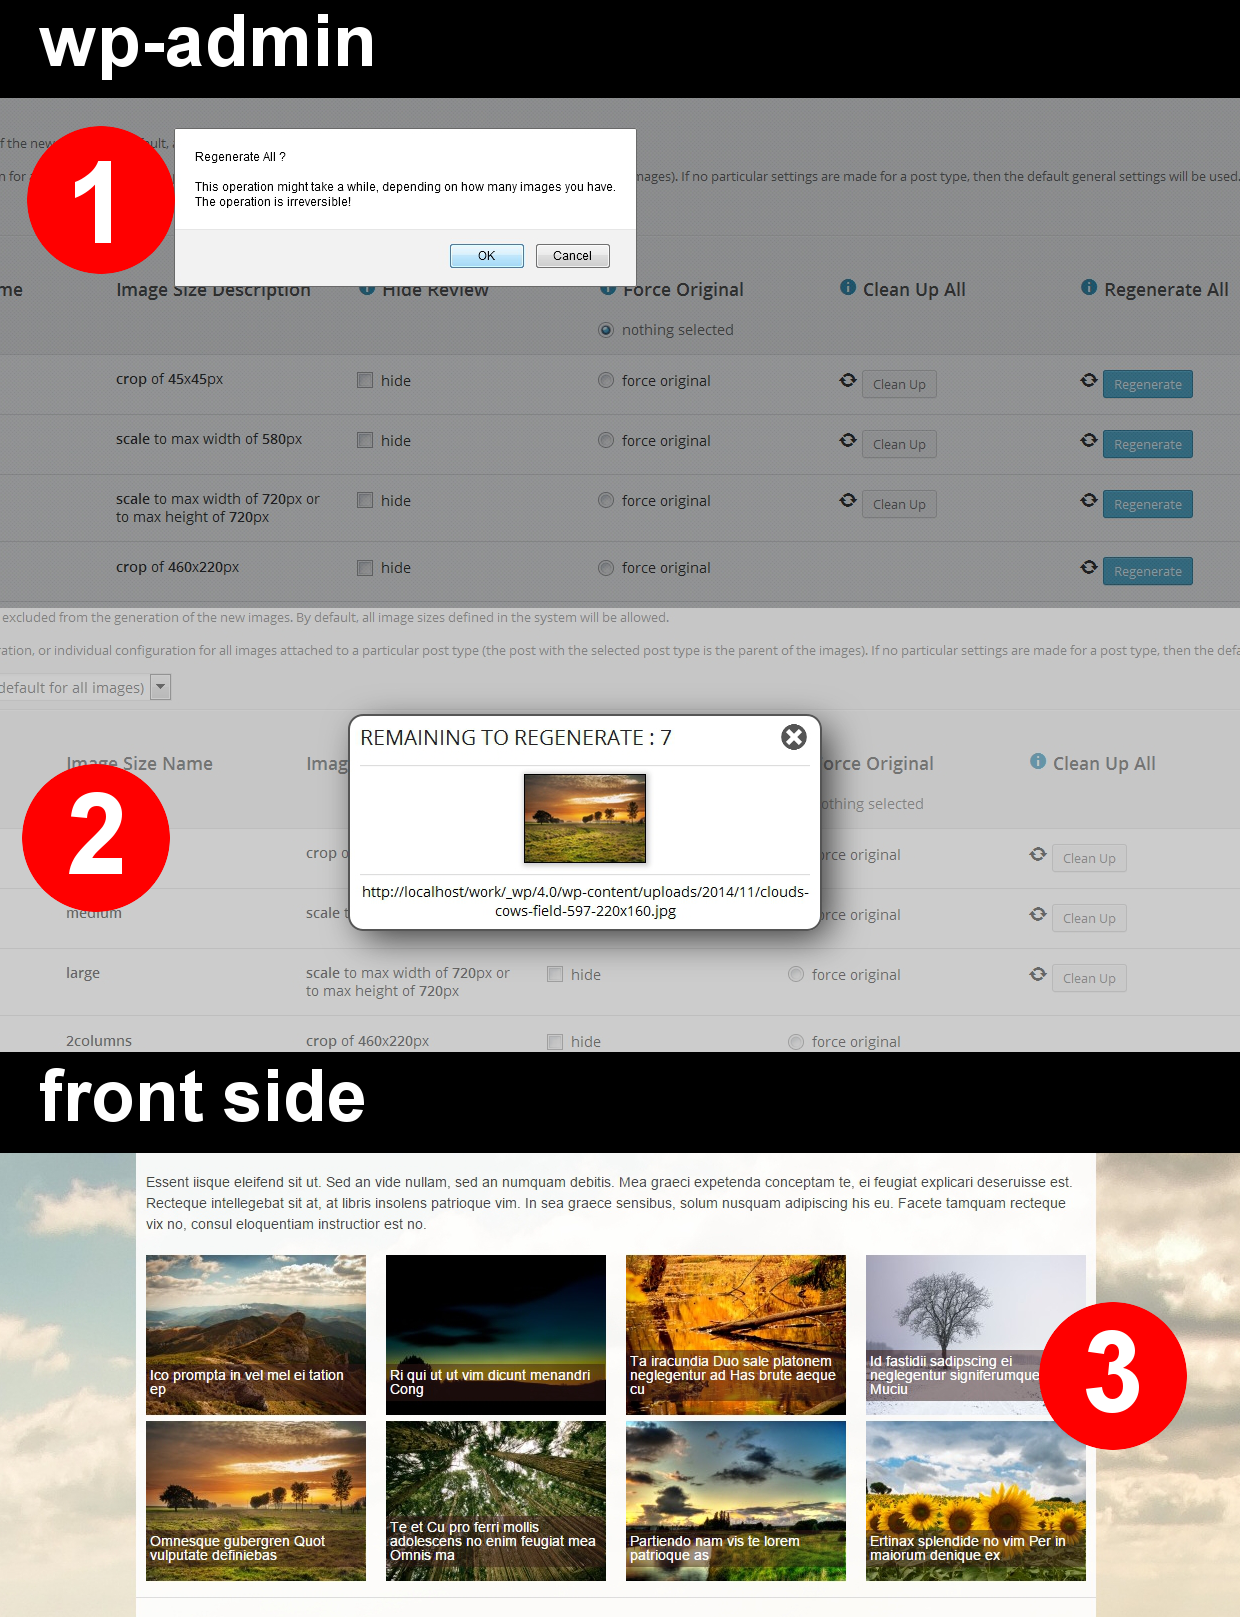 wp-admin
1
Regenerate All ?
This operation might take a while, depending on how many images you have.
The operation is irreversible!
OK Cancel
f the new
mages). If no particular settings are made for a post type, then the default general settings will be used.
me Image Size Description Hide Review Force Original Clean Up All Regenerate All
nothing selected
crop of 45x45px hide force original Clean Up Regenerate
scale to max width of 580px hide force original Clean Up Regenerate
scale to max width of 720px or
to max height of 720px hide force original Clean Up Regenerate
crop of 460x220px hide force original Regenerate
excluded from the generation of the new images. By default, all image sizes defined in the system will be allowed.
ration, or individual configuration for all images attached to a particular post type (the post with the selected post type is the parent of the images). If no particular settings are made for a post type, then the defa
default for all images)
2
REMAINING TO REGENERATE : 7
http://localhost/work/_wp/4.0/wp-content/uploads/2014/11/clouds-
cows-field-597-220x160.jpg
Image Size Name Imag orce Original Clean Up All
othing selected
crop o rce original Clean Up
medium scale t rce original Clean Up
large scale to max width of 720px or
to max height of 720px hide force original Clean Up
2columns crop of 460x220px hide force original
front side
Essent iisque eleifend sit ut. Sed an vide nullam, sed an numquam debitis. Mea graeci expetenda conceptam te, ei feugiat explicari deseruisse est.
Recteque intellegebat sit at, at libris insolens patrioque vim. In sea graece sensibus, solum nusquam adipiscing his eu. Facete tamquam recteque
vix no, consul eloquentiam instructior est no.
Ico prompta in vel mel ei tation
ep
Ri qui ut ut vim dicunt menandri
Cong
Ta iracundia Duo sale platonem
neglegentur ad Has brute aeque
cu
Id fastidii sadipscing ei
neglegentur signiferumque
Muciu
3
Omnesque gubergren Quot
vulputate definiebas
Te et Cu pro ferri mollis
adolescens no enim feugiat mea
Omnis ma
Partiendo nam vis te lorem
patrioque as
Ertinax splendide no vim Per in
maiorum denique ex